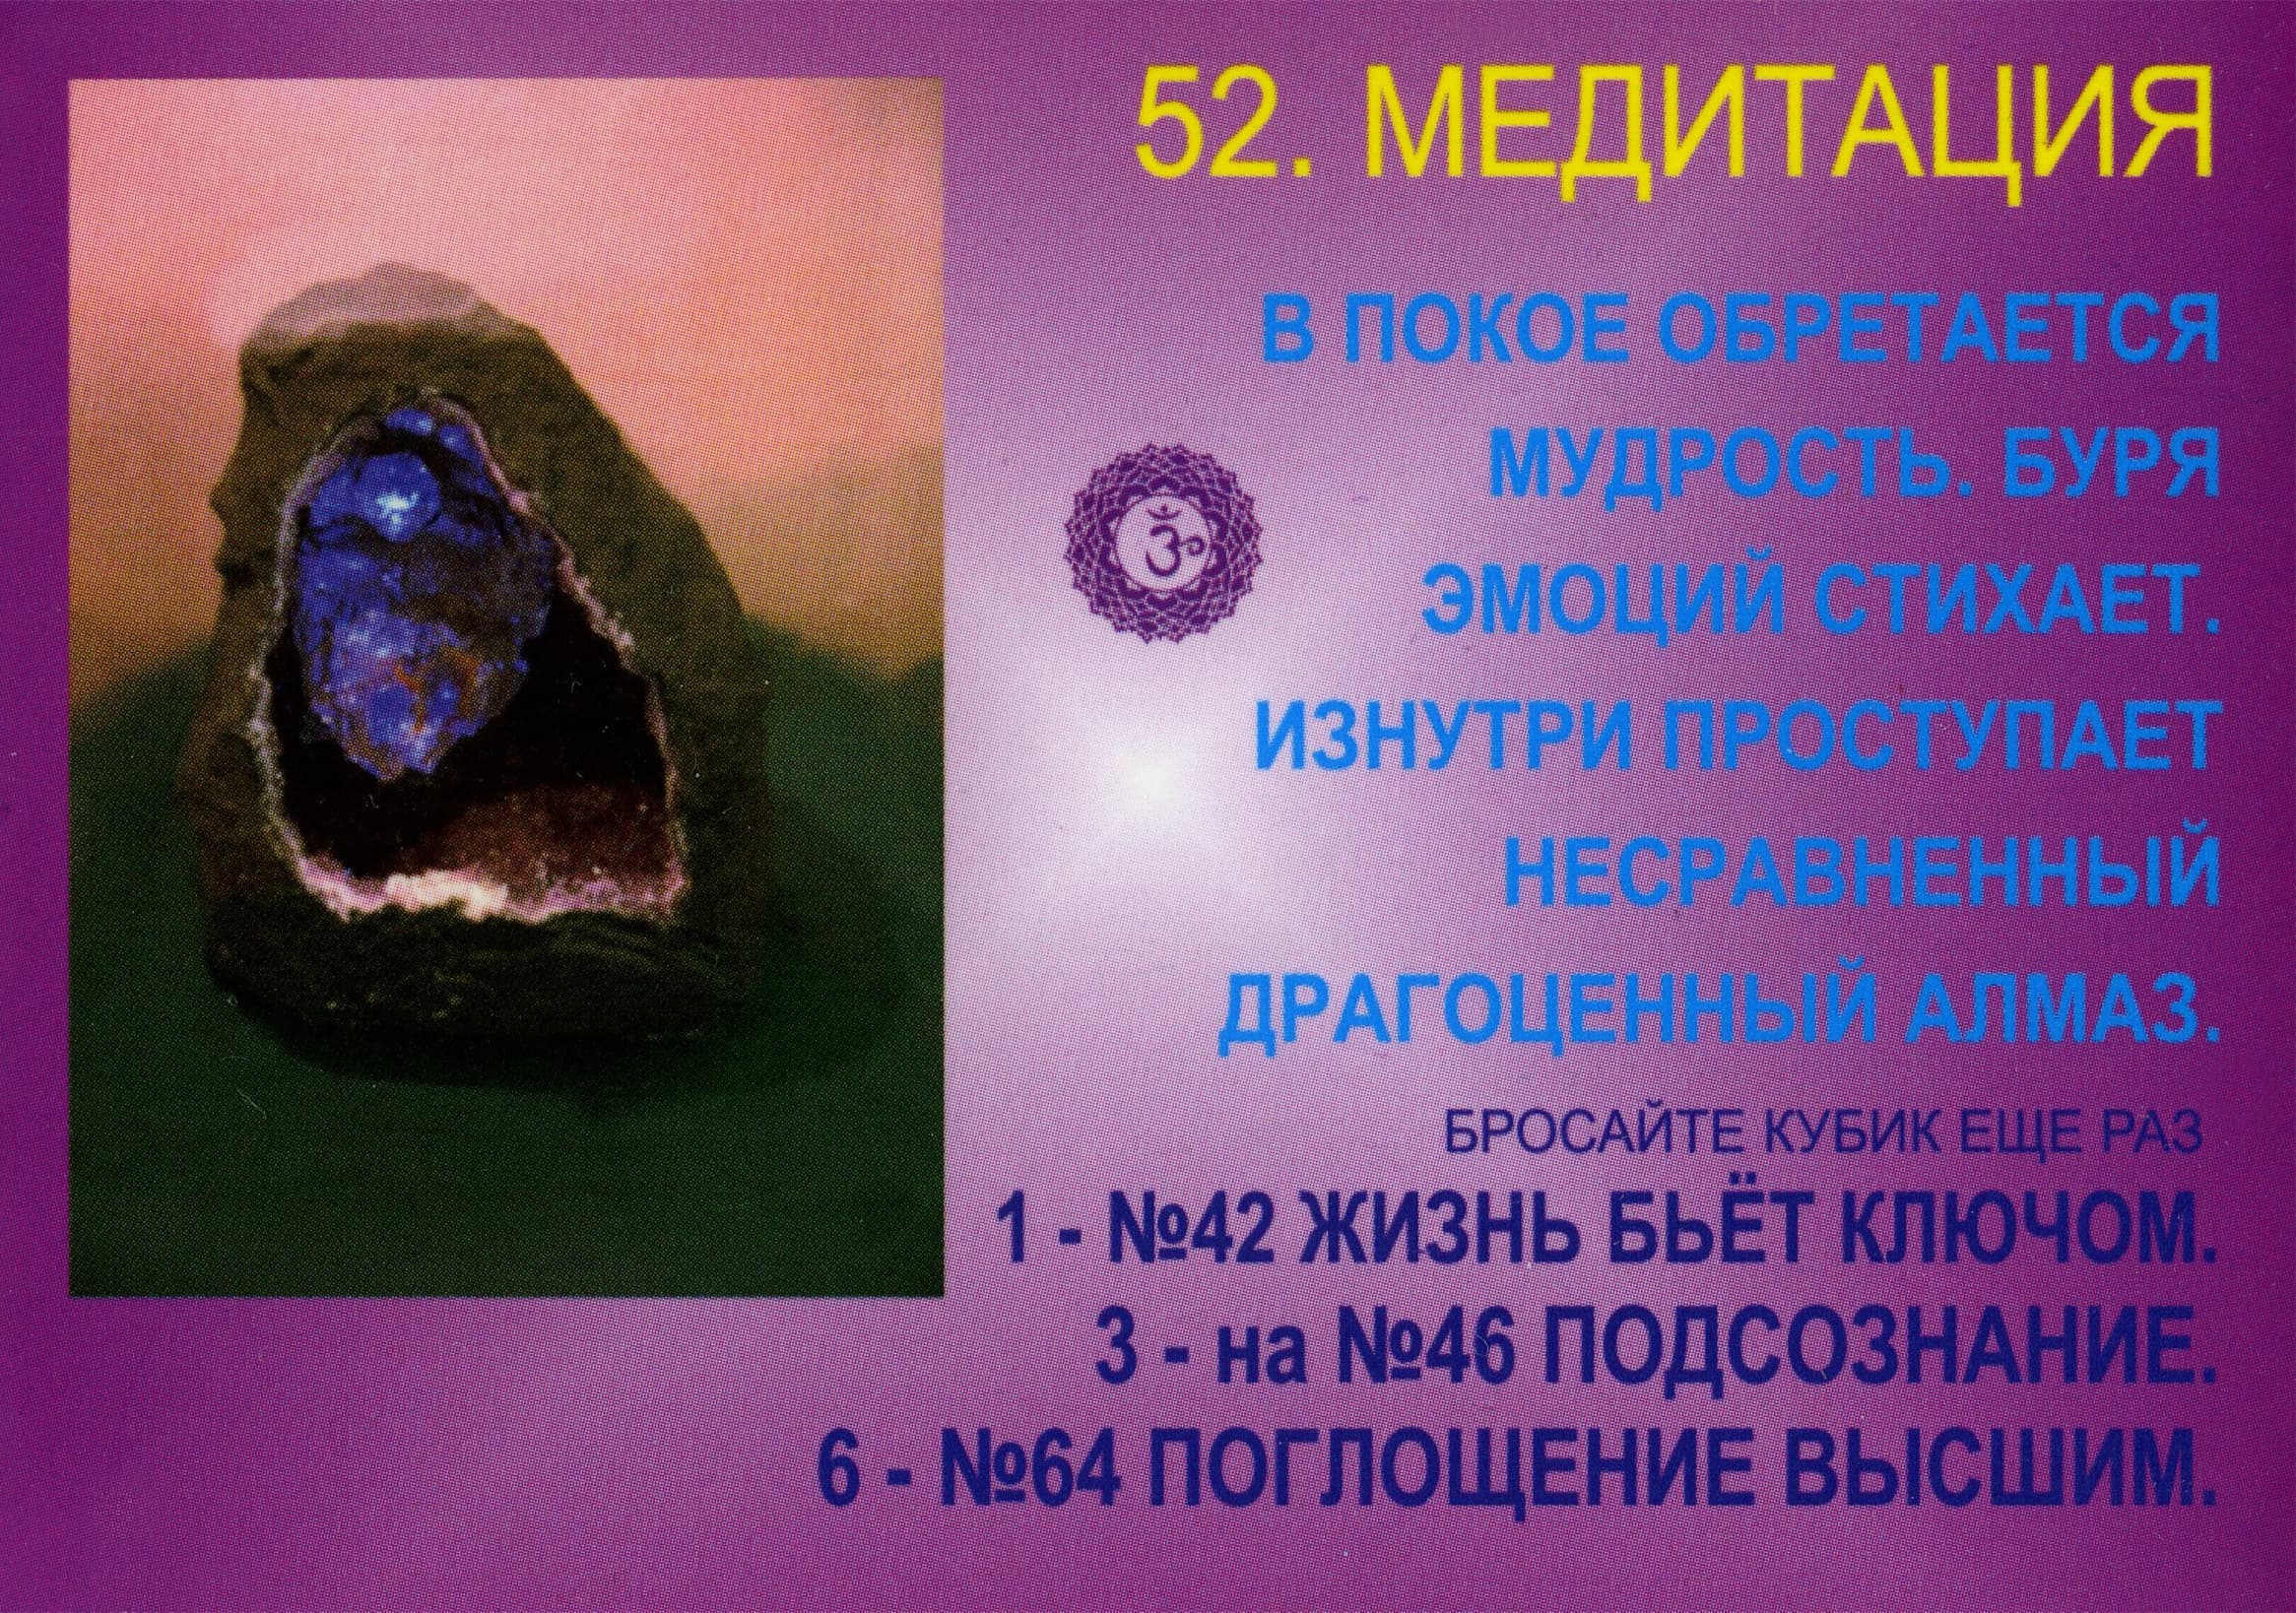 52. МЕДИТАЦИЯ
В ПОКОЕ ОБРЕТАЕТСЯ
МУДРОСТЬ. БУРЯ
ЭМОЦИЙ СТИХАЕТ.
ИЗНУТРИ ПРОСТУПАЕТ
НЕСРАВНЕННЫЙ
ДРАГОЦЕННЫЙ АЛМАЗ.
ॐ
БРОСАЙТЕ КУБИК ЕЩЕ РАЗ
1 - №42 ЖИЗНЬ БЬЁТ КЛЮЧОМ.
3 - на №46 ПОДСОЗНАНИЕ.
6 - №64 ПОГЛОЩЕНИЕ ВЫСШИМ.